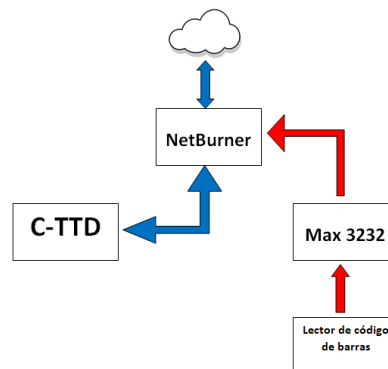 NetBurner
C-TTD
Max 3232
Lector de código
de barras